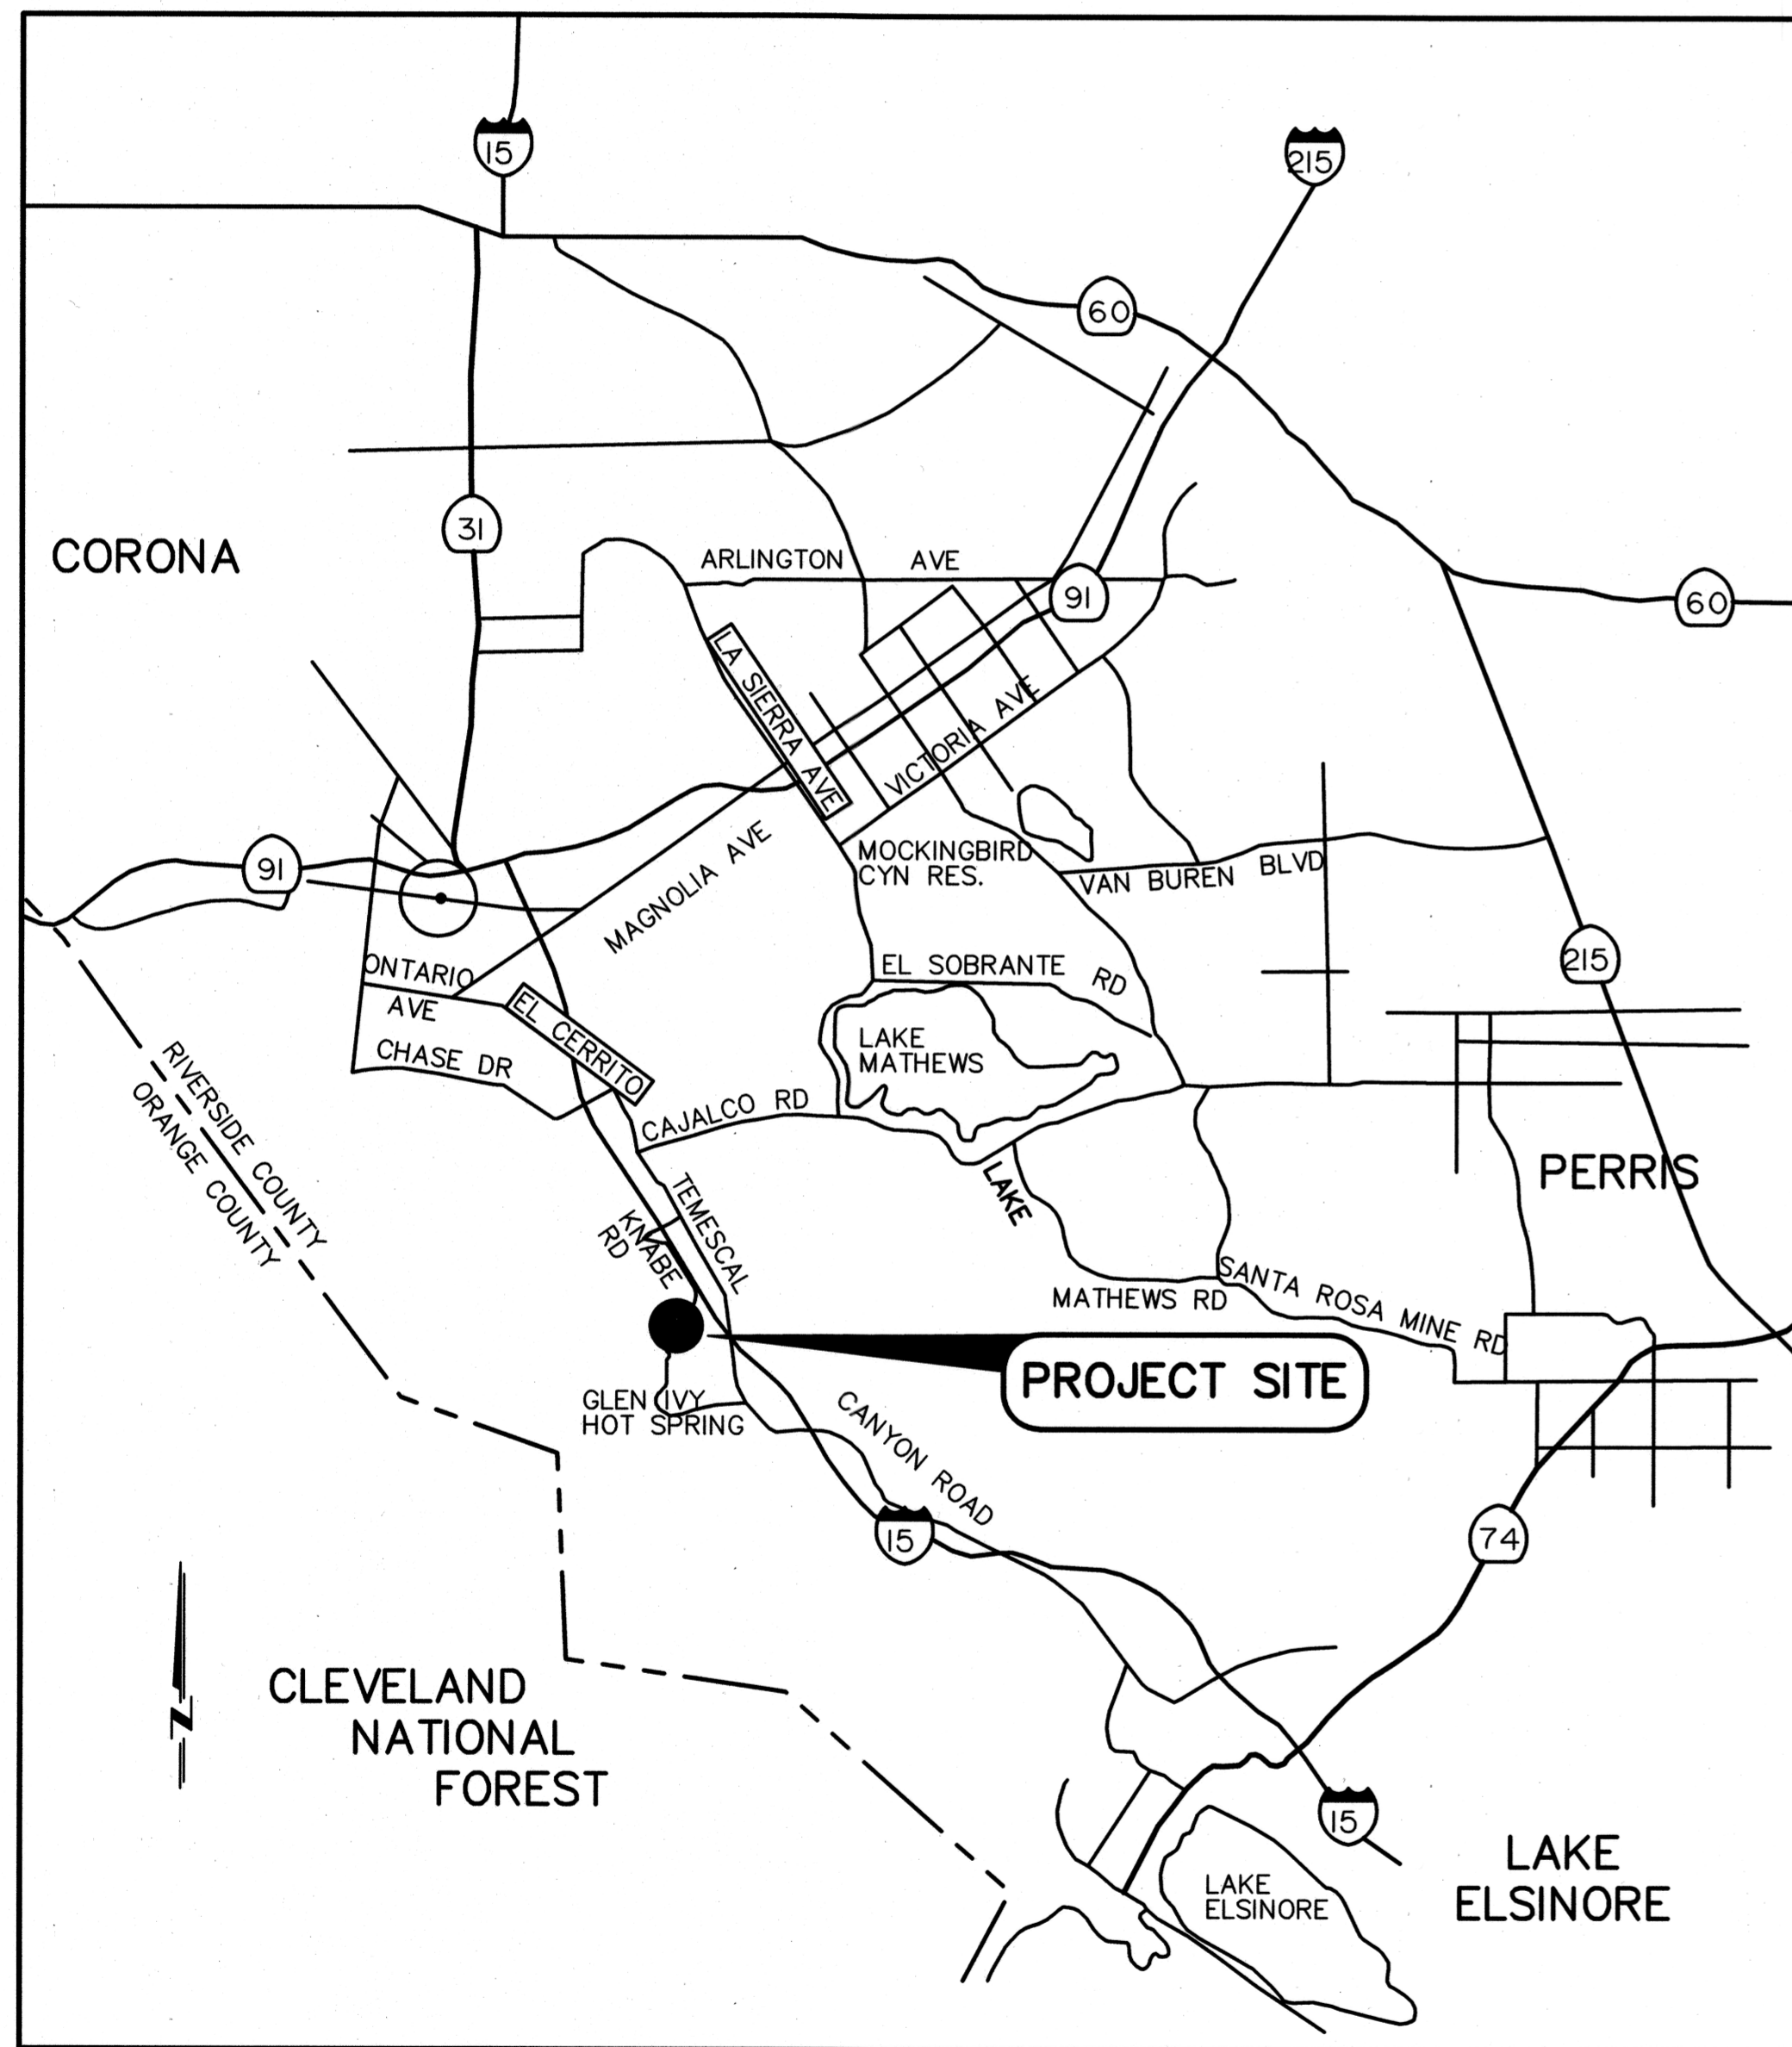 15
215
60
31
CORONA
ARLINGTON AVE
91
60
LA SIERRA AVE
VICTORIA AVE
MAGNOLIA AVE
MOCKINGBIRD
CYN RES.
VAN BUREN BLVD
91
215
ONTARIO
AVE
EL SOBRANTE RD
EL CERRITO
CHASE DR
LAKE
MATHEWS
CAJALCO RD
RIVERSIDE COUNTY
ORANGE COUNTY
PERRIS
LAKE
MATHEWS RD
TEMESCAL
KNABE
RD
SANTA ROSA MINE RD
PROJECT SITE
GLEN IVY
HOT SPRING
CANYON ROAD
15
74
N
CLEVELAND
NATIONAL
FOREST
15
LAKE
ELSINORE
LAKE
ELSINORE